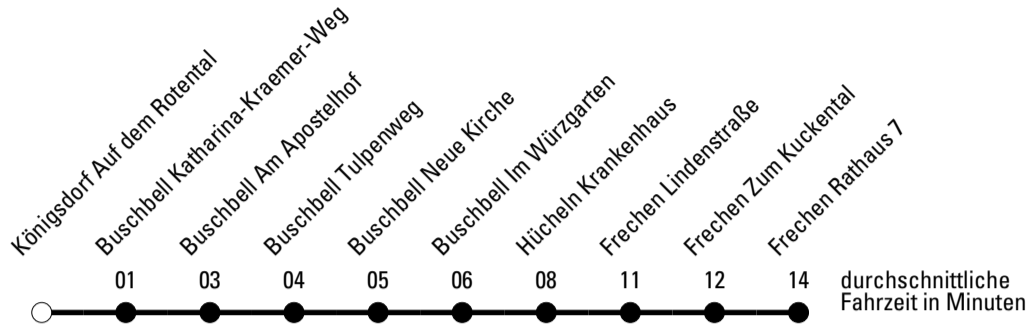 Königsdorf Auf dem Rotental
Buschbell Katharina-Kraemer-Weg
Buschbell Am Apostelhof
Buschbell Tulpenweg
Buschbell Neue Kirche
Buschbell Im Würzgarten
Hücheln Krankenhaus
Frechen Lindenstraße
Frechen Zum Kuckental
Frechen Rathaus 7
01 03 04 05 06 08 11 12 14
durchschnittliche
Fahrzeit in Minuten